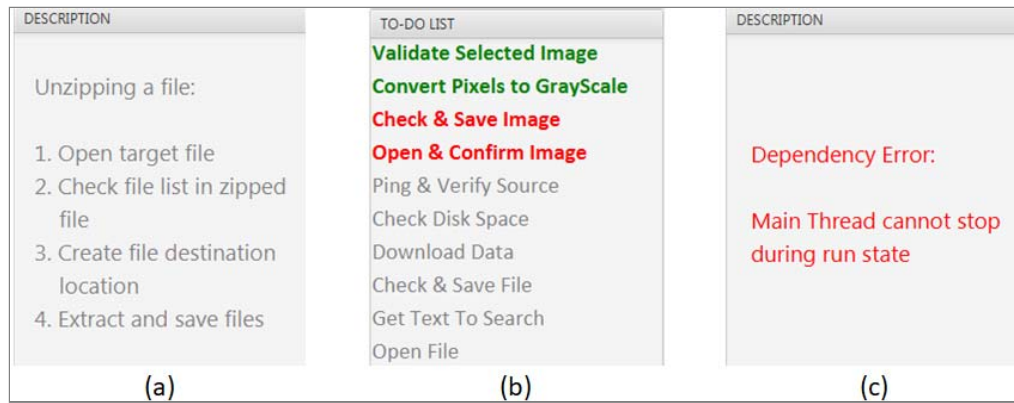 DESCRIPTION
Unzipping a file:
1. Open target file
2. Check file list in zipped
file
3. Create file destination
location
4. Extract and save files
(a)
TO-DO LIST
Validate Selected Image
Convert Pixels to GrayScale
Check & Save Image
Open & Confirm Image
Ping & Verify Source
Check Disk Space
Download Data
Check & Save File
Get Text To Search
Open File
(b)
DESCRIPTION
Dependency Error:
Main Thread cannot stop
during run state
(c)